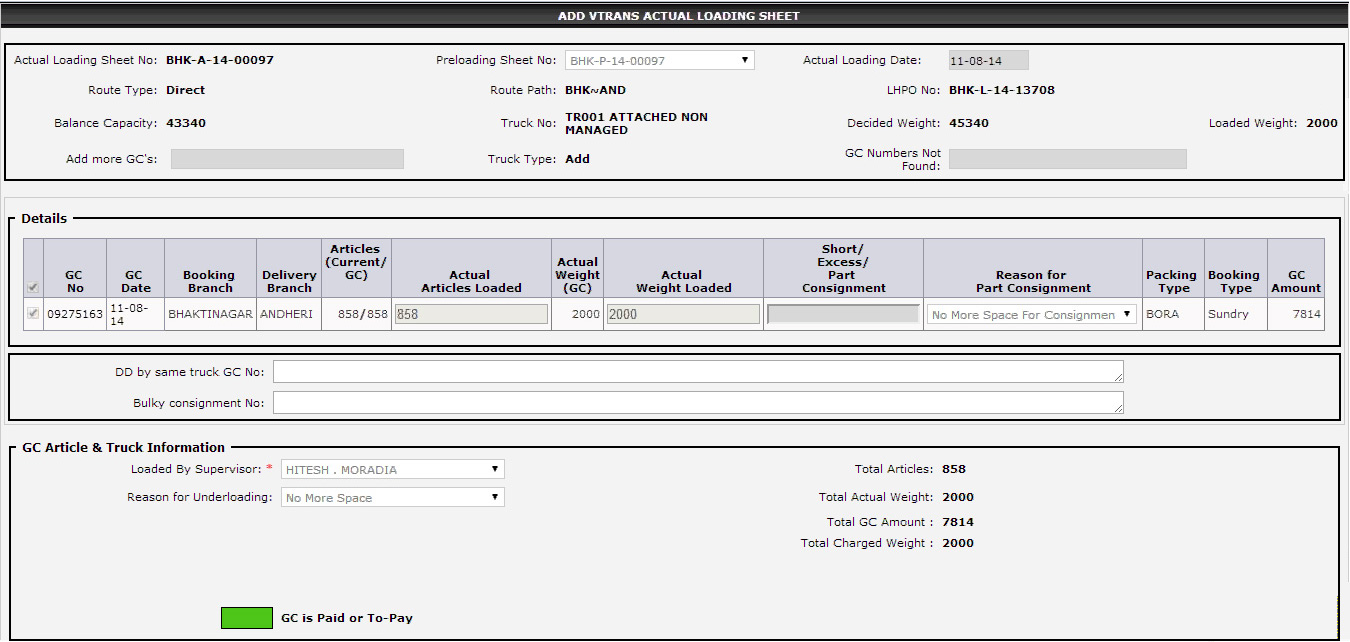 ADD VTRANS ACTUAL LOADING SHEET
Actual Loading Sheet No: BHK-A-14-00097 Preloading Sheet No: BHK-P-14-00097 Actual Loading Date: 11-08-14
Route Type: Direct Route Path: BHK~AND LHPO No: BHK-L-14-13708
Balance Capacity: 43340 Truck No: TR001 ATTACHED NON MANAGED Decided Weight: 45340 Loaded Weight: 2000
Add more GC's: Truck Type: Add GC Numbers Not Found:
Details
GC No GC Date Booking Branch Delivery Branch Articles (Current/ GC) Actual Articles Loaded Actual Weight (GC) Actual Weight Loaded Short/ Excess/ Part Consignment Reason for Part Consignment Packing Type Booking Type GC Amount
09275163 11-08-14 BHAKTINAGAR ANDHERI 858/858 858 2000 2000 No More Space For Consignmen BORA Sundry 7814
DD by same truck GC No:
Bulky consignment No:
GC Article & Truck Information
Loaded By Supervisor: * HITESH . MORADIA Total Articles: 858
Reason for Underloading: No More Space Total Actual Weight: 2000
Total GC Amount : 7814
Total Charged Weight : 2000
GC is Paid or To-Pay